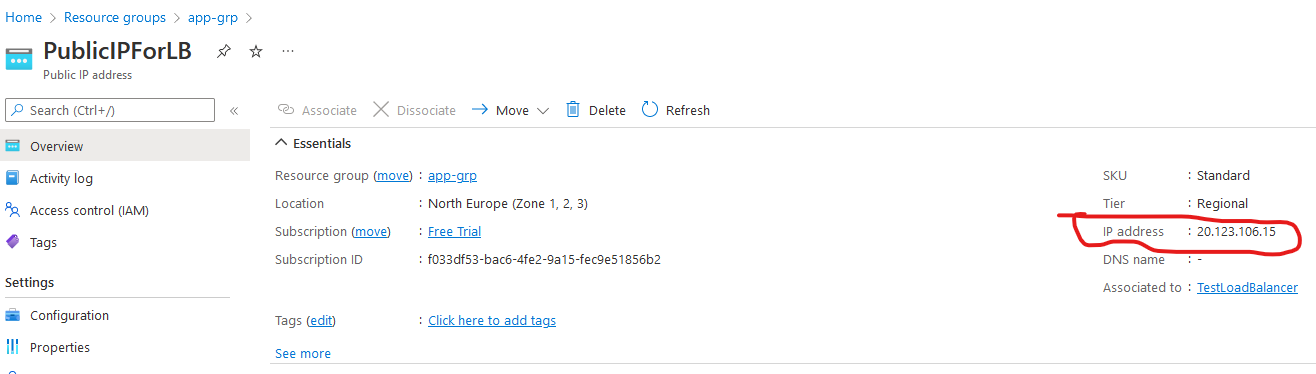 Home > Resource groups > app-grp >
PublicIPForLB
Public IP address
Search (Ctrl+/) «
Associate Dissociate Move Delete Refresh
Overview
Activity log
Access control (IAM)
Tags
Settings
Configuration
Properties
Essentials
Resource group (move) : app-grp
Location : North Europe (Zone 1, 2, 3)
Subscription (move) : Free Trial
Subscription ID : f033df53-bac6-4fe2-9a15-fec9e51856b2
Tags (edit) : Click here to add tags
See more
SKU : Standard
Tier : Regional
IP address : 20.123.106.15
DNS name : -
Associated to : TestLoadBalancer